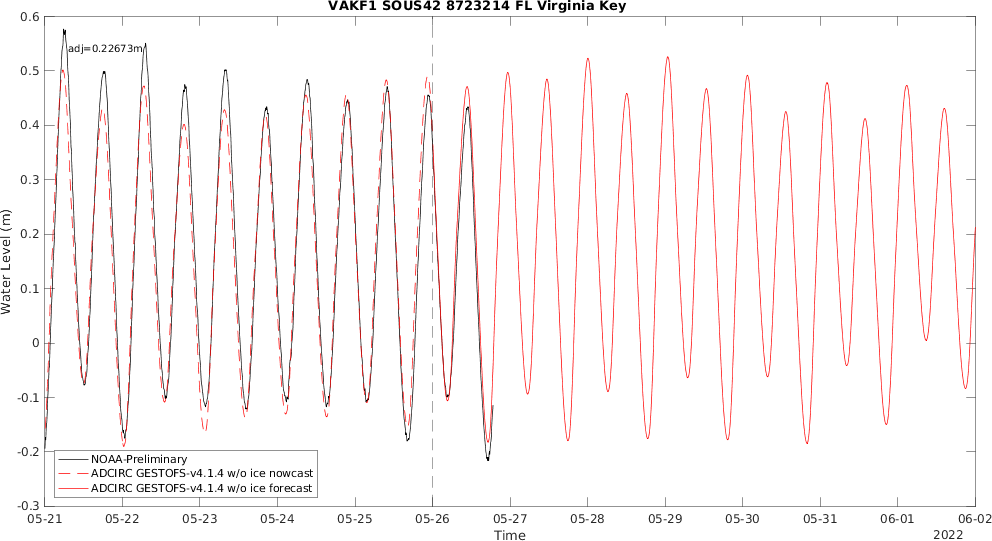 VAKF1 SOUS42 8723214 FL Virginia Key
adj=0.22673m
0.6
0.5
0.4
0.3
0.2
0.1
0
-0.1
-0.2
-0.3
Water Level (m)
NOAA-Preliminary
ADCIRC GESTOFS-v4.1.4 w/o ice nowcast
ADCIRC GESTOFS-v4.1.4 w/o ice forecast
05-21 05-22 05-23 05-24 05-25 05-26 05-27 05-28 05-29 05-30 05-31 06-01 06-02
Time
2022